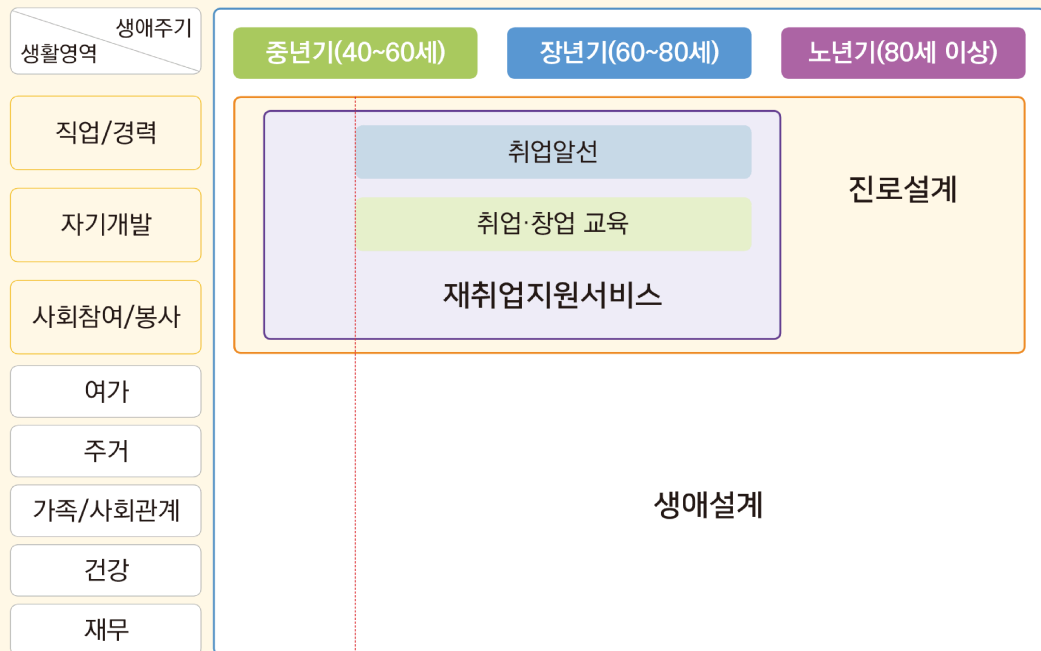 생애주기
생활영역
중년기(40~60세)
장년기(60~80세)
노년기(80세 이상)
직업/경력
취업알선
진로설계
자기개발
취업·창업 교육
재취업지원서비스
사회참여/봉사
여가
주거
가족/사회관계
생애설계
건강
재무